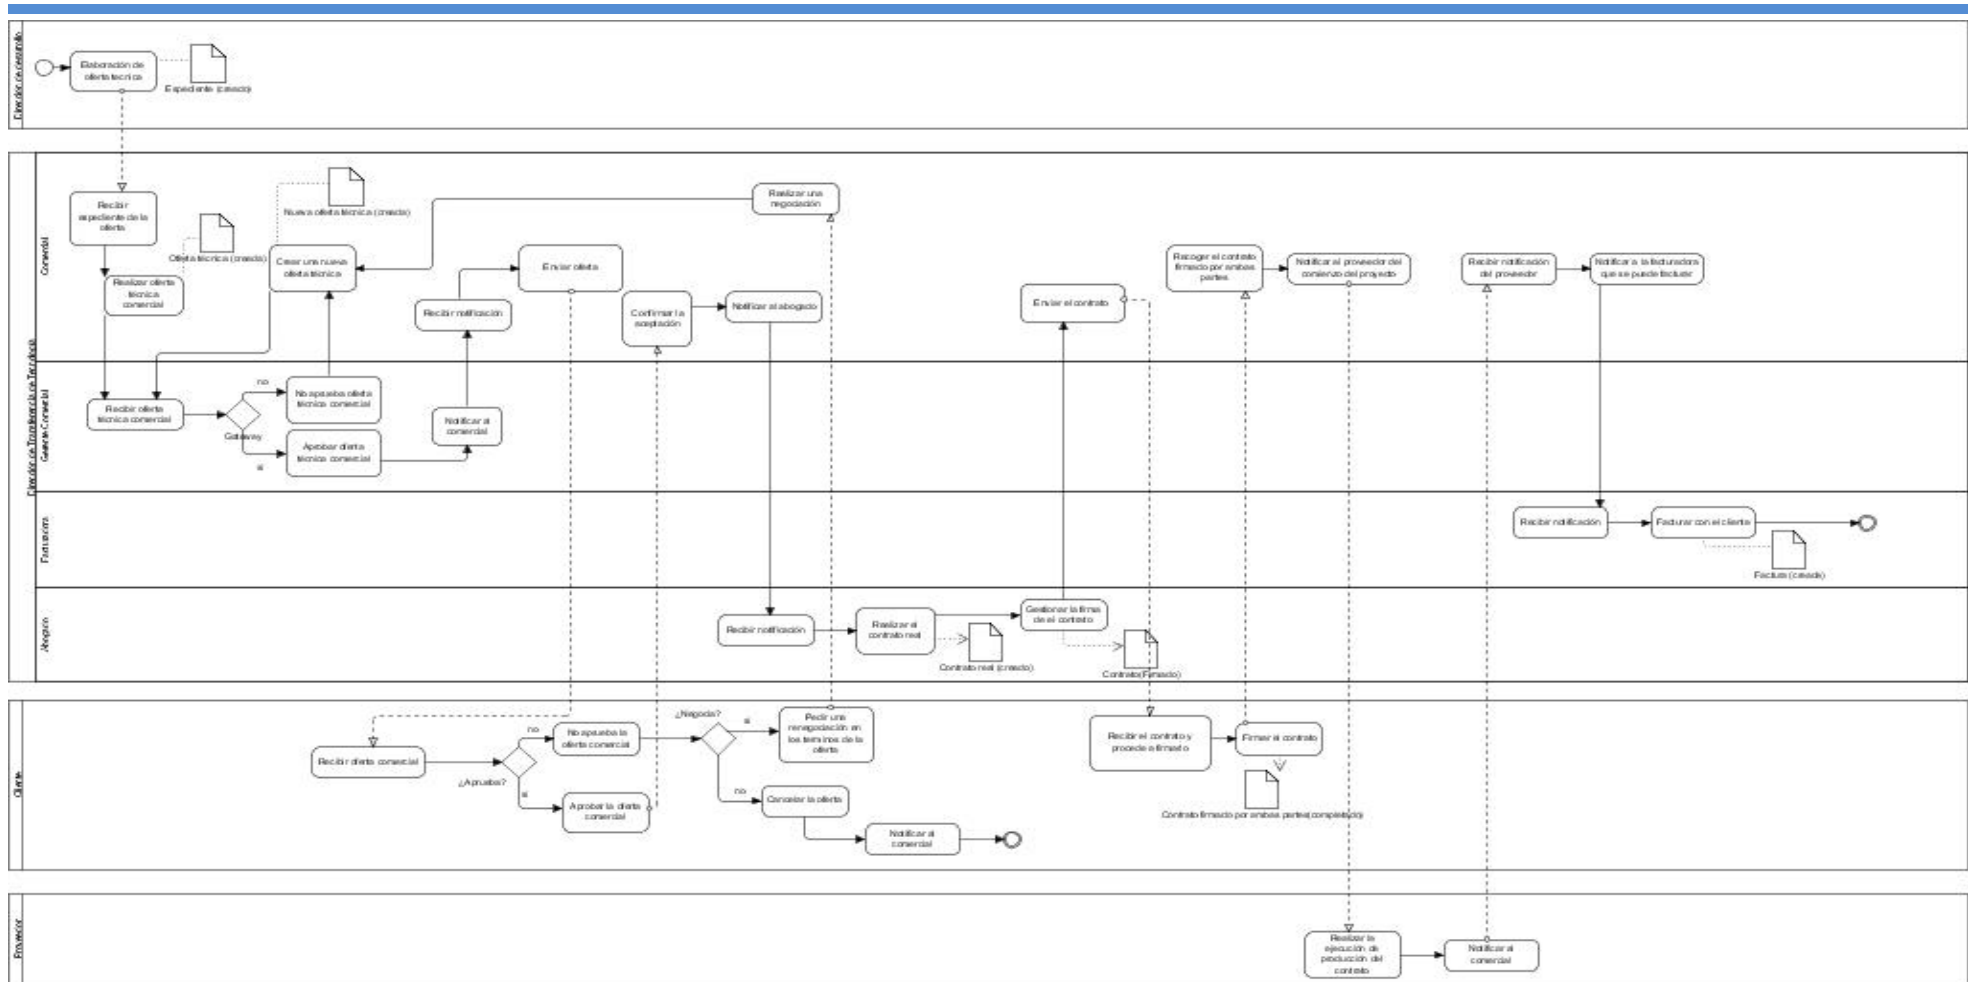 Elaboración de
oferta tecnica
Expediente (creado)
Comercial
Recibir
expediente de la
oferta
Realizar oferta
técnica
comercial
Oferta técnica (creada)
Nueva oferta técnica (creada)
Crear una nueva
oferta técnica
Recibir notificación
Enviar oferta
Confirmar la
aceptación
Notificar al abogado
Realizar una
negociación
Enviar el contrato
Recoger el contrato
firmado por ambas
partes
Notificar al proveedor del
comienzo del proyecto
Recibir notificación
del proveedor
Notificar a la facturadora
que se puede facturar
Gerente Comercial
Recibir oferta
técnica comercial
Gateway
no
si
No aprueba oferta
técnica comercial
Aprobar oferta
técnica comercial
Notificar al
comercial
Facturadora
Recibir notificación
Facturar con el cliente
Factura (creada)
Abogado
Recibir notificación
Realizar el
contrato real
Contrato real (creado)
Gestionar la firma
de el contrato
Contrato(Firmado)
Cliente
Recibir oferta comercial
¿Aprueba?
no
si
No aprueba la
oferta comercial
Aprobar la oferta
comercial
¿Negocia?
si
no
Pedir una
renegociación en
los terminos de la
oferta
Cancelar la oferta
Notificar al
comercial
Recibir el contrato y
procede a firmarlo
Firmar el contrato
Contrato firmado por ambas partes(completado)
Proveedor
Realizar la
ejecución de
producción del
contrato
Notificar al
comercial